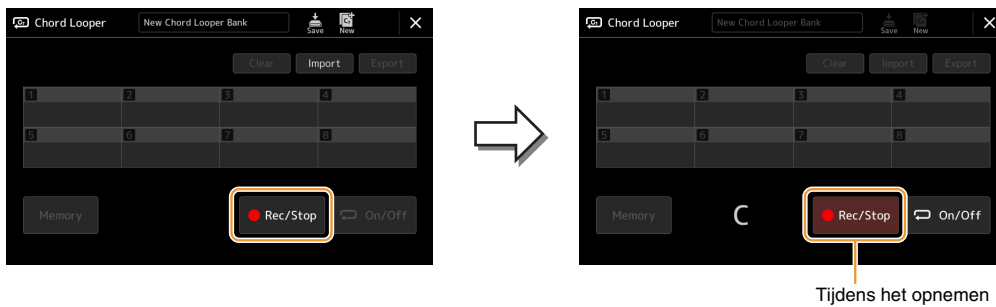 Chord Looper New Chord Looper Bank Save New
Clear Import Export
1 2 3 4
5 6 7 8
Memory Rec/Stop On/Off
Chord Looper New Chord Looper Bank Save New
Clear Import Export
1 2 3 4
5 6 7 8
Memory C Rec/Stop On/Off
Tijdens het opnemen